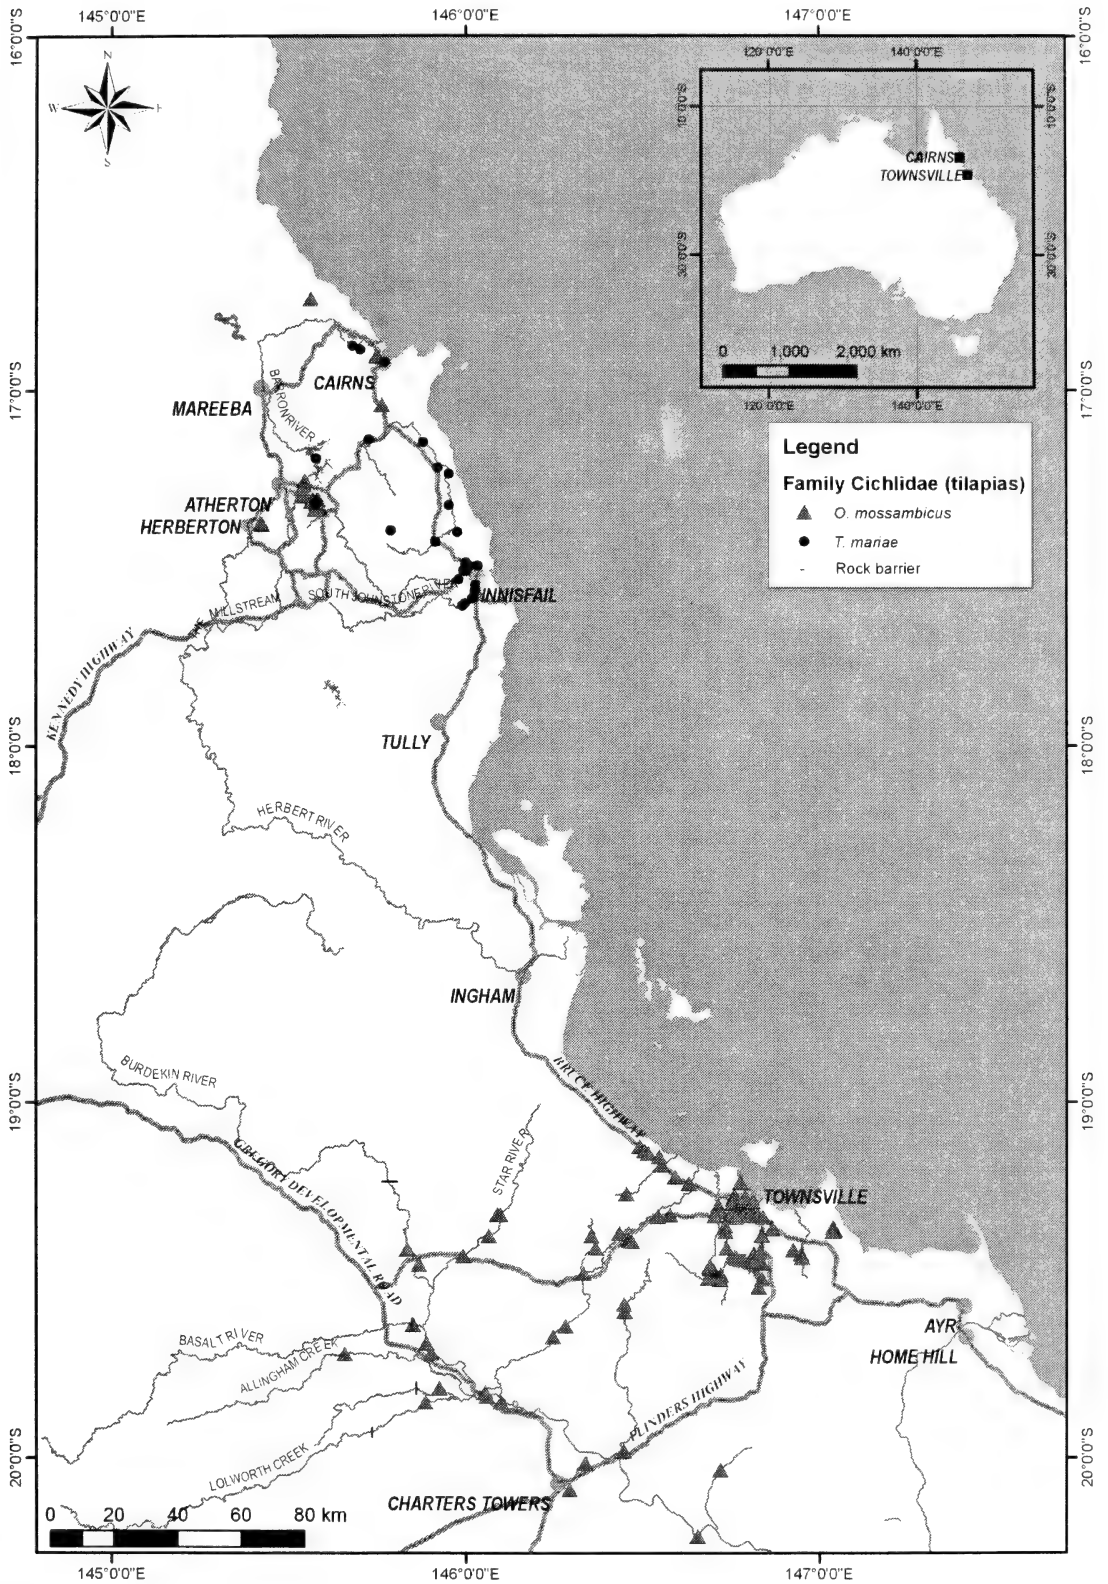 145°0'0"E 146°0'0"E 147°0'0"E
16°0'0"S 16°0'0"S
N
W E
S
120°0'0"E 140°0'0"E
10°0'0"S 10°0'0"S
CAIRNS
TOWNSVILLE
30°0'0"S 30°0'0"S
0 1,000 2,000 km
120°0'0"E 140°0'0"E
17°0'0"S 17°0'0"S
CAIRNS
MAREEBA
BARRON RIVER
Legend
Family Cichlidae (tilapias)
O. mossambicus
T. mariae
Rock barrier
ATHERTON
HERBERTON
MILLSTREAM
SOUTH JOHNSTONE RIVER
INNISFAIL
KENNEDY HIGHWAY
TULLY
18°0'0"S 18°0'0"S
HERBERT RIVER
INGHAM
BURDEKIN RIVER
BRUCE HIGHWAY
19°0'0"S 19°0'0"S
GREGORY DEVELOPMENTAL ROAD
STAR RIVER
TOWNSVILLE
BASALT RIVER
ALLINGHAM CREEK
AYR
HOME HILL
FLINDERS HIGHWAY
LOLWORTH CREEK
20°0'0"S 20°0'0"S
CHARTERS TOWERS
0 20 40 60 80 km
145°0'0"E 146°0'0"E 147°0'0"E